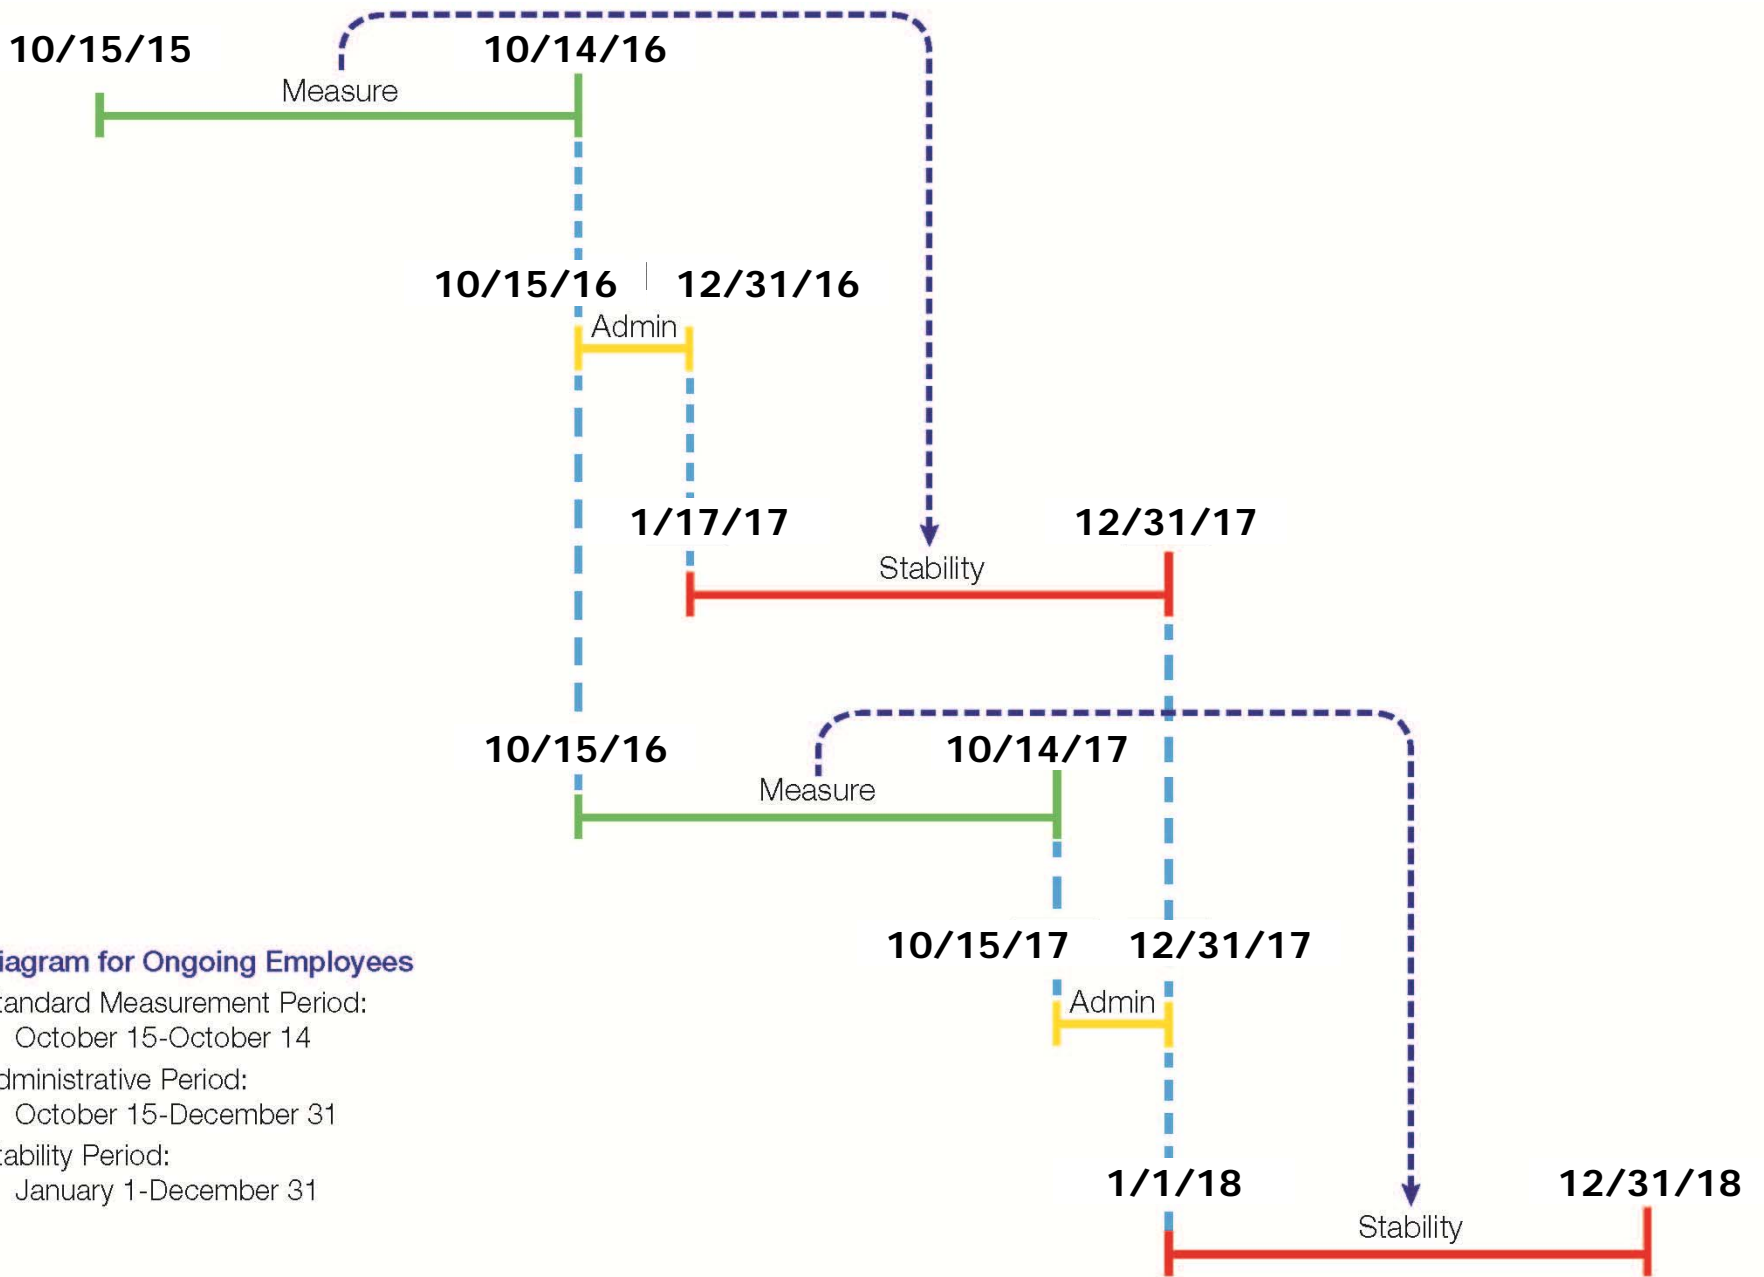 10/15/15
10/14/16
Measure
10/15/16
12/31/16
Admin
1/17/17
12/31/17
Stability
10/15/16
10/14/17
Measure
10/15/17
12/31/17
Admin
iagram for Ongoing Employees
tandard Measurement Period:
October 15-October 14
dministrative Period:
October 15-December 31
tability Period:
January 1-December 31
1/1/18
12/31/18
Stability